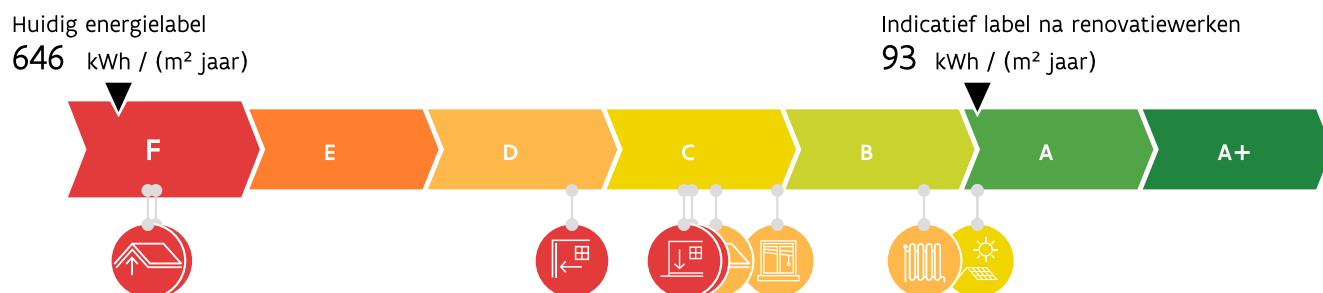 Huidig energielabel
646 kWh / (m² jaar)
Indicatief label na renovatiewerken
93 kWh / (m² jaar)
F E D C B A A+